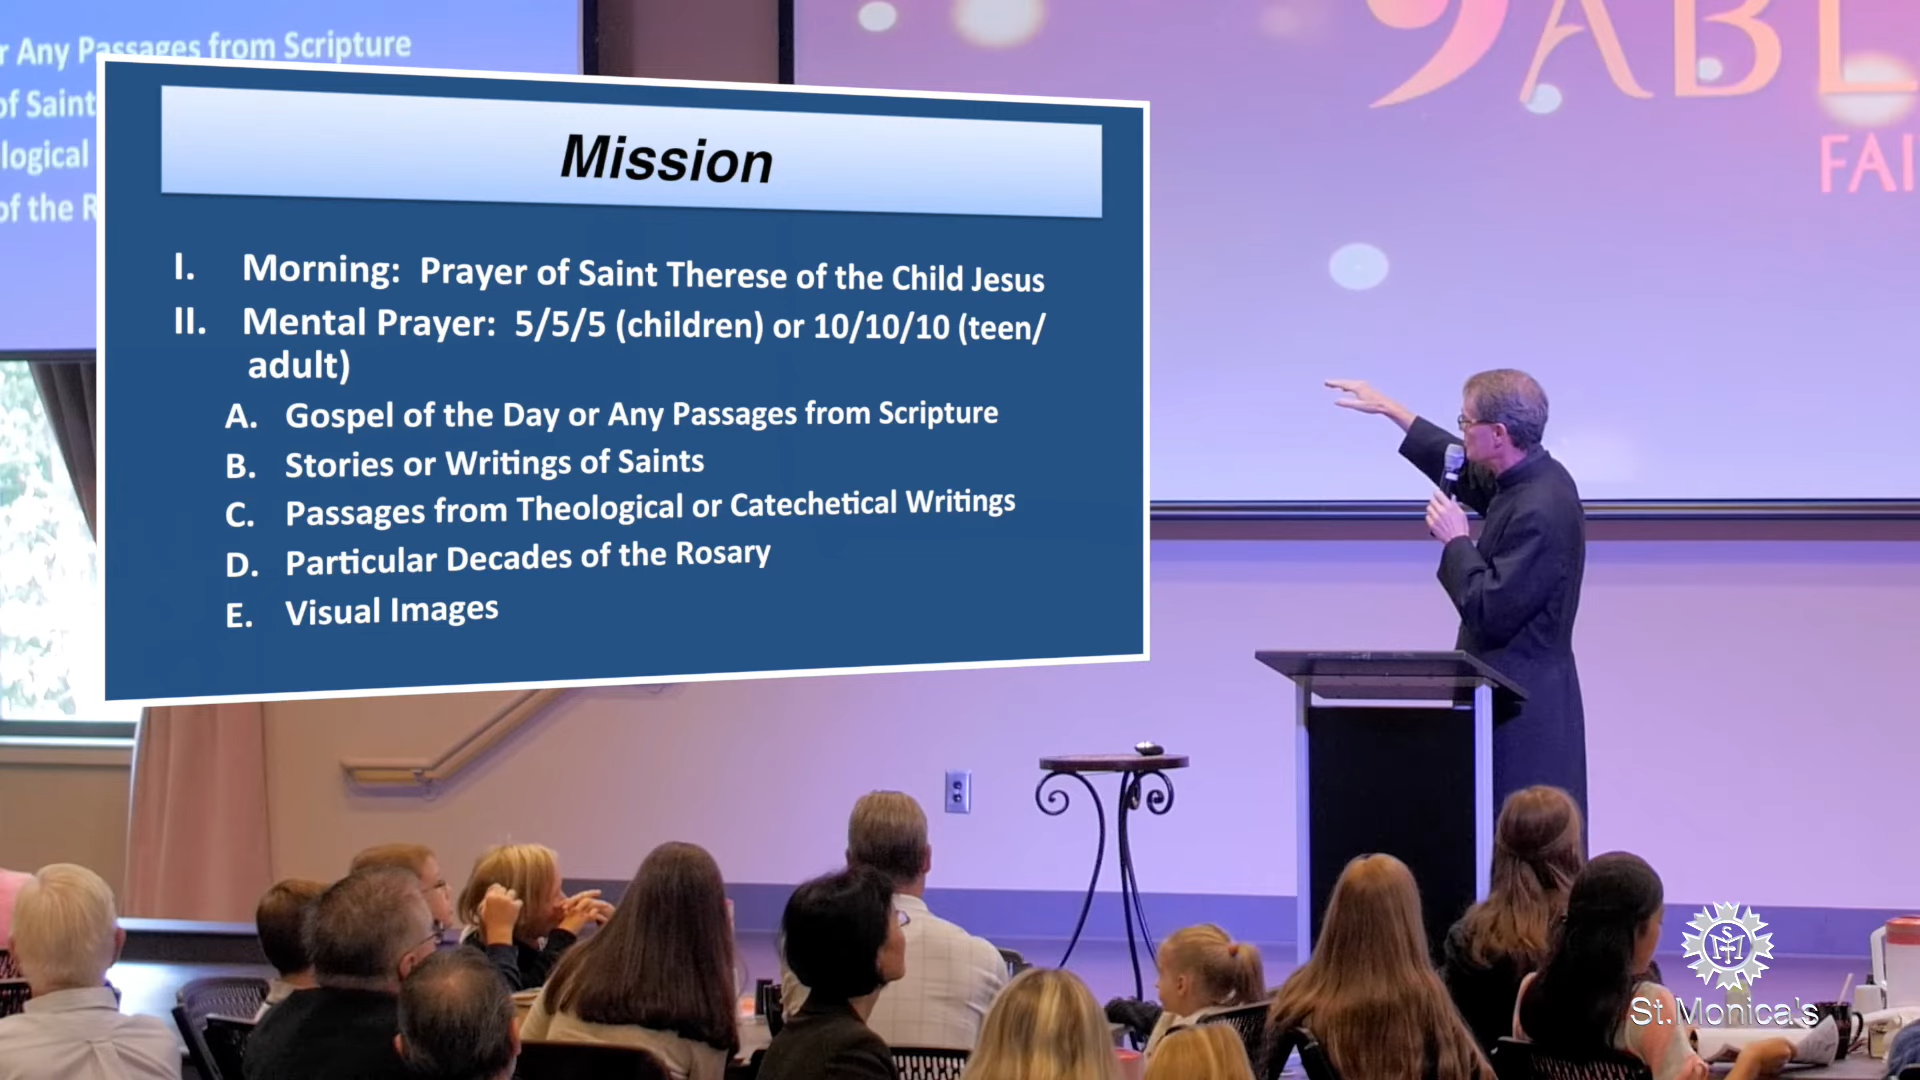 r Any Passages from Scripture
of Saint
logical
of the R
Mission
I. Morning: Prayer of Saint Therese of the Child Jesus
II. Mental Prayer: 5/5/5 (children) or 10/10/10 (teen/
adult)
A. Gospel of the Day or Any Passages from Scripture
B. Stories or Writings of Saints
C. Passages from Theological or Catechetical Writings
D. Particular Decades of the Rosary
E. Visual Images
ABL
FAI
St.Monica's